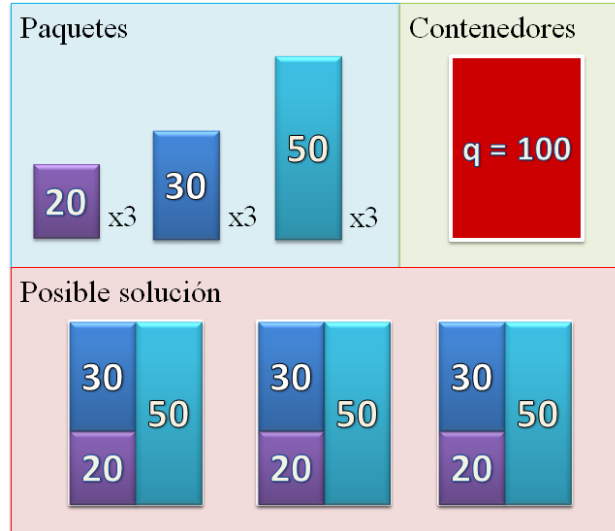 Paquetes
20 x3
30 x3
50 x3
Contenedores
q = 100
Posible solución
30
20
50
30
20
50
30
20
50